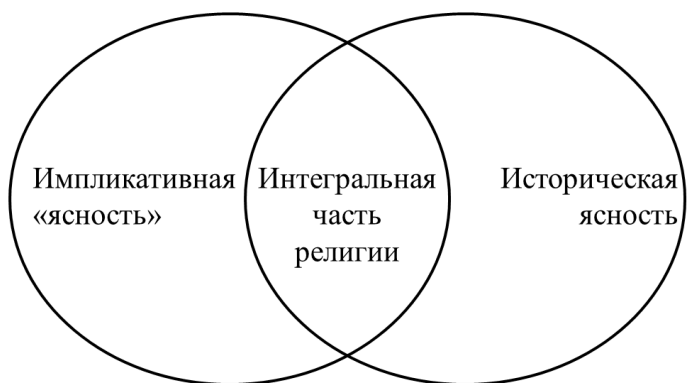 Импликативная
«ясность»
Интегральная
часть
религии
Историческая
ясность